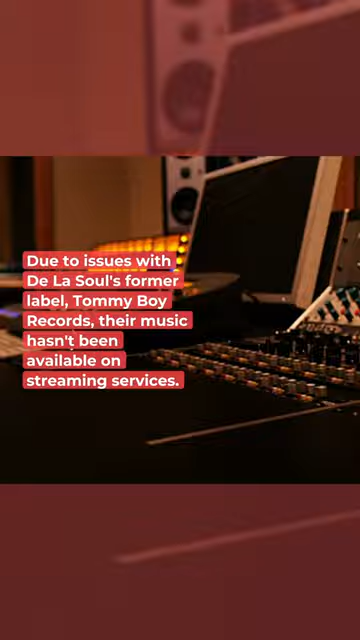 Due to issues with
De La Soul's former
label, Tommy Boy
Records, their music
hasn't been
available on
streaming services.